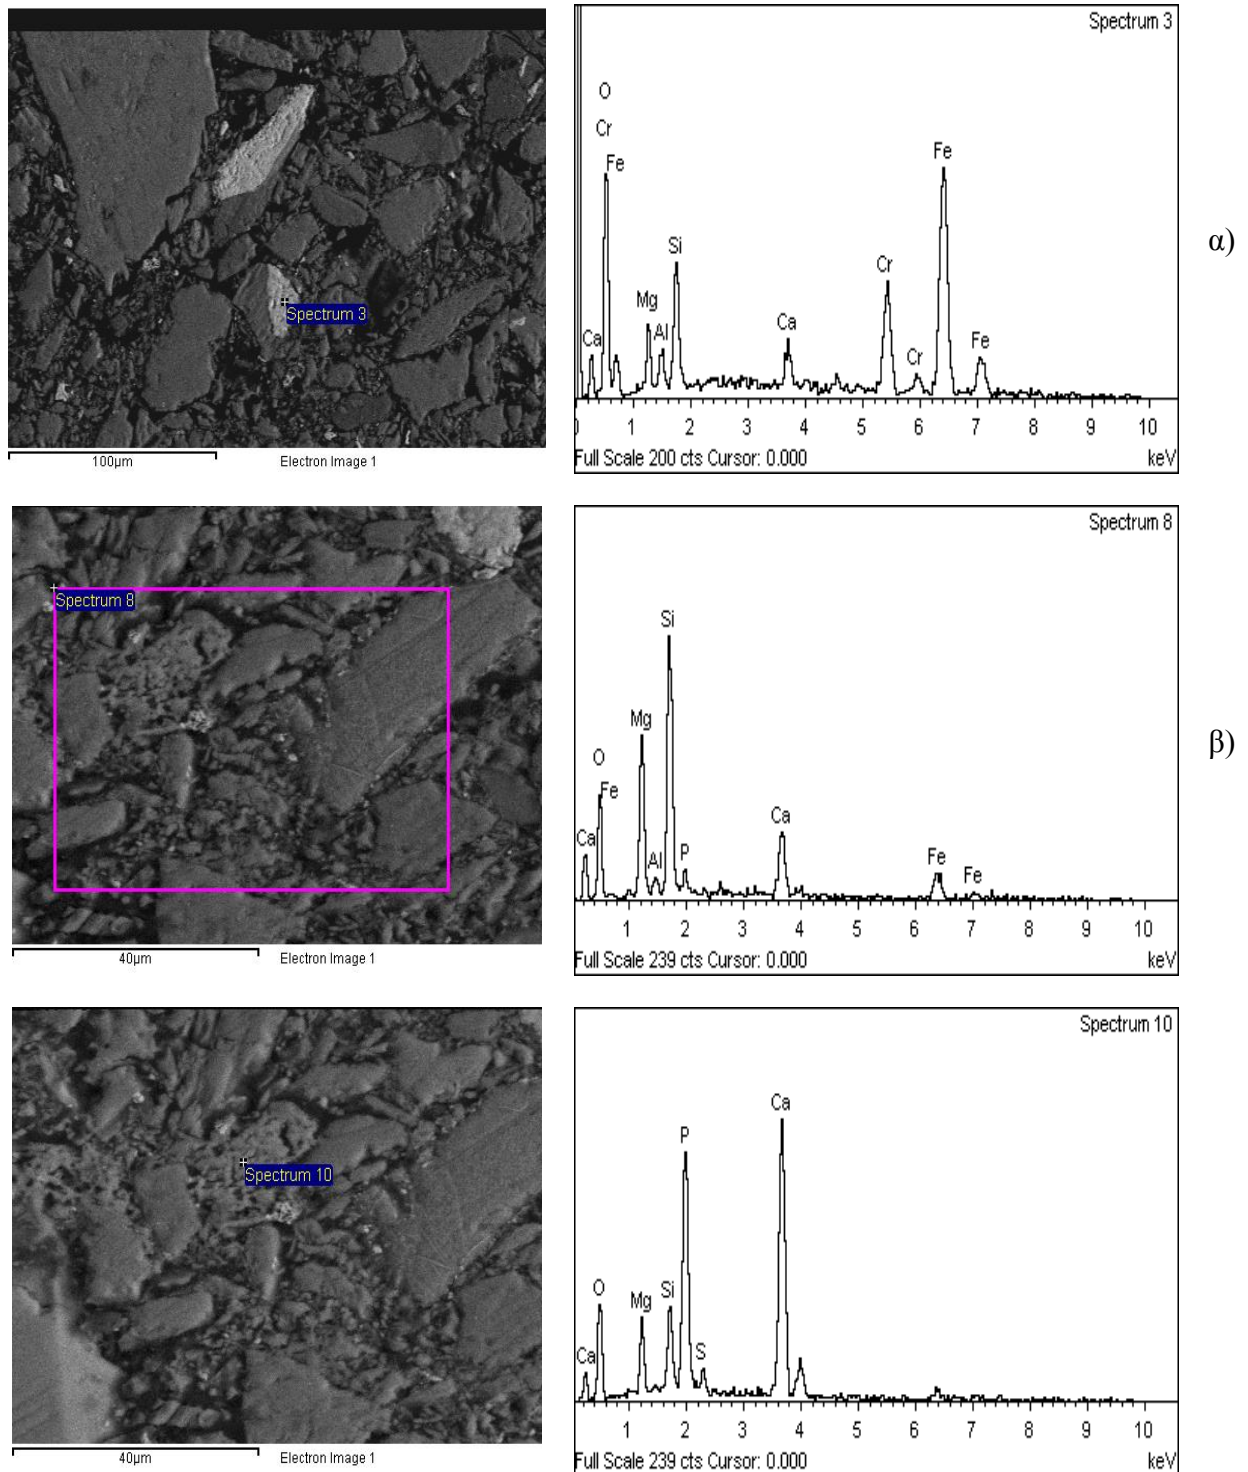 Spectrum 3
100µm
Electron Image 1
Spectrum 3
O
Cr
Fe
Ca
Mg
Al
Si
Ca
Cr
Cr
Fe
Fe
0 1 2 3 4 5 6 7 8 9 10
Full Scale 200 cts Cursor: 0.000
keV
α)
Spectrum 8
40µm
Electron Image 1
Spectrum 8
O
Fe
Ca
Mg
Al
Si
P
Ca
Fe
Fe
1 2 3 4 5 6 7 8 9 10
Full Scale 239 cts Cursor: 0.000
keV
β)
Spectrum 10
40µm
Electron Image 1
Spectrum 10
Ca
O
Mg
Si
P
S
Ca
1 2 3 4 5 6 7 8 9 10
Full Scale 239 cts Cursor: 0.000
keV